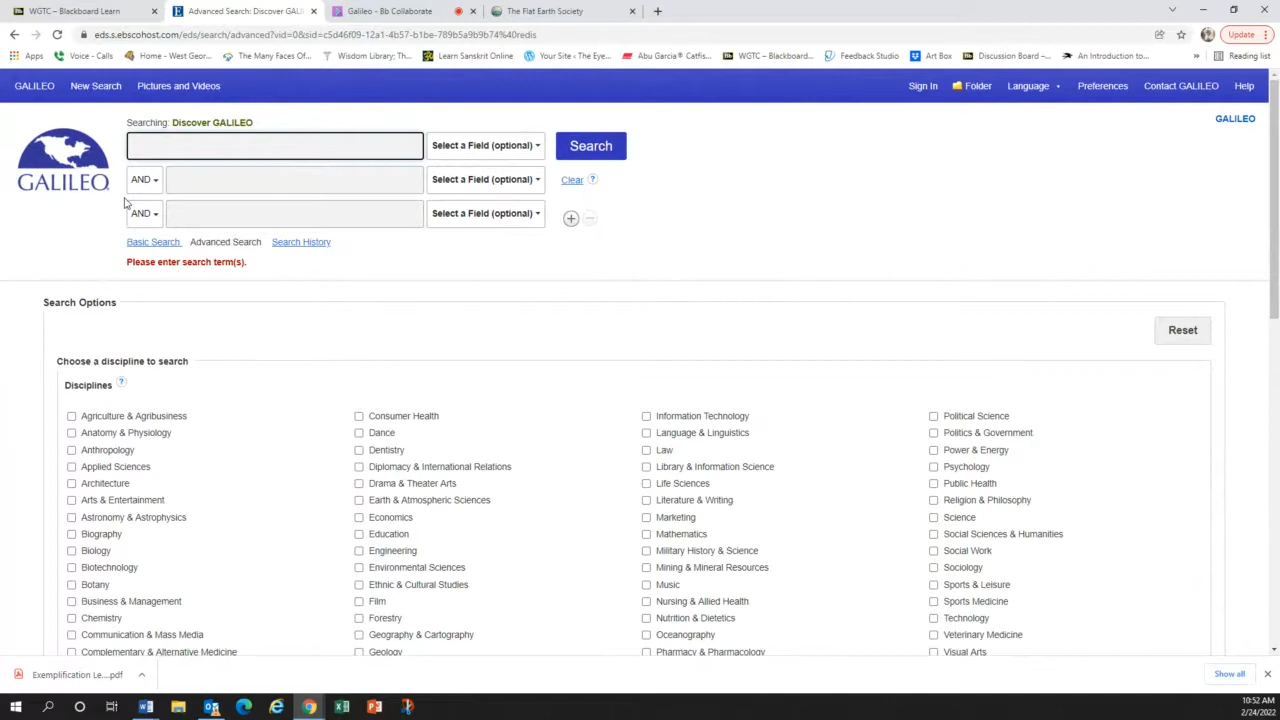 WGTC – Blackboard Learn
Advanced Search: Discover GALI
Galileo - Bb Collaborate
The Flat Earth Society
eds.s.ebscohost.com/eds/search/advanced?vid=0&sid=c5d46f09-12a1-4b57-b1be-789b5a9b9b74%40redis
Update
Apps
Voice - Calls
Home - West Geor...
The Many Faces Of...
Wisdom Library; Th...
Learn Sanskrit Online
Your Site ‹ The Eye...
Abu Garcia® Catfis...
WGTC – Blackboard...
Feedback Studio
Art Box
Discussion Board –...
An Introduction to...
»
Reading list
GALILEO
New Search
Pictures and Videos
Sign In
Folder
Language
Preferences
Contact GALILEO
Help
Searching: Discover GALILEO
GALILEO
GALILEO
Select a Field (optional)
Search
AND
Select a Field (optional)
Clear
?
AND
Select a Field (optional)
Basic Search
Advanced Search
Search History
Please enter search term(s).
Search Options
Reset
Choose a discipline to search
Disciplines ?
Agriculture & Agribusiness
Anatomy & Physiology
Anthropology
Applied Sciences
Architecture
Arts & Entertainment
Astronomy & Astrophysics
Biography
Biology
Biotechnology
Botany
Business & Management
Chemistry
Communication & Mass Media
Complementary & Alternative Medicine
Consumer Health
Dance
Dentistry
Diplomacy & International Relations
Drama & Theater Arts
Earth & Atmospheric Sciences
Economics
Education
Engineering
Environmental Sciences
Ethnic & Cultural Studies
Film
Forestry
Geography & Cartography
Geology
Information Technology
Language & Linguistics
Law
Library & Information Science
Life Sciences
Literature & Writing
Marketing
Mathematics
Military History & Science
Mining & Mineral Resources
Music
Nursing & Allied Health
Nutrition & Dietetics
Oceanography
Pharmacy & Pharmacology
Political Science
Politics & Government
Power & Energy
Psychology
Public Health
Religion & Philosophy
Science
Social Sciences & Humanities
Social Work
Sociology
Sports & Leisure
Sports Medicine
Technology
Veterinary Medicine
Visual Arts
Exemplification Le....pdf
Show all
10:52 AM
2/24/2022